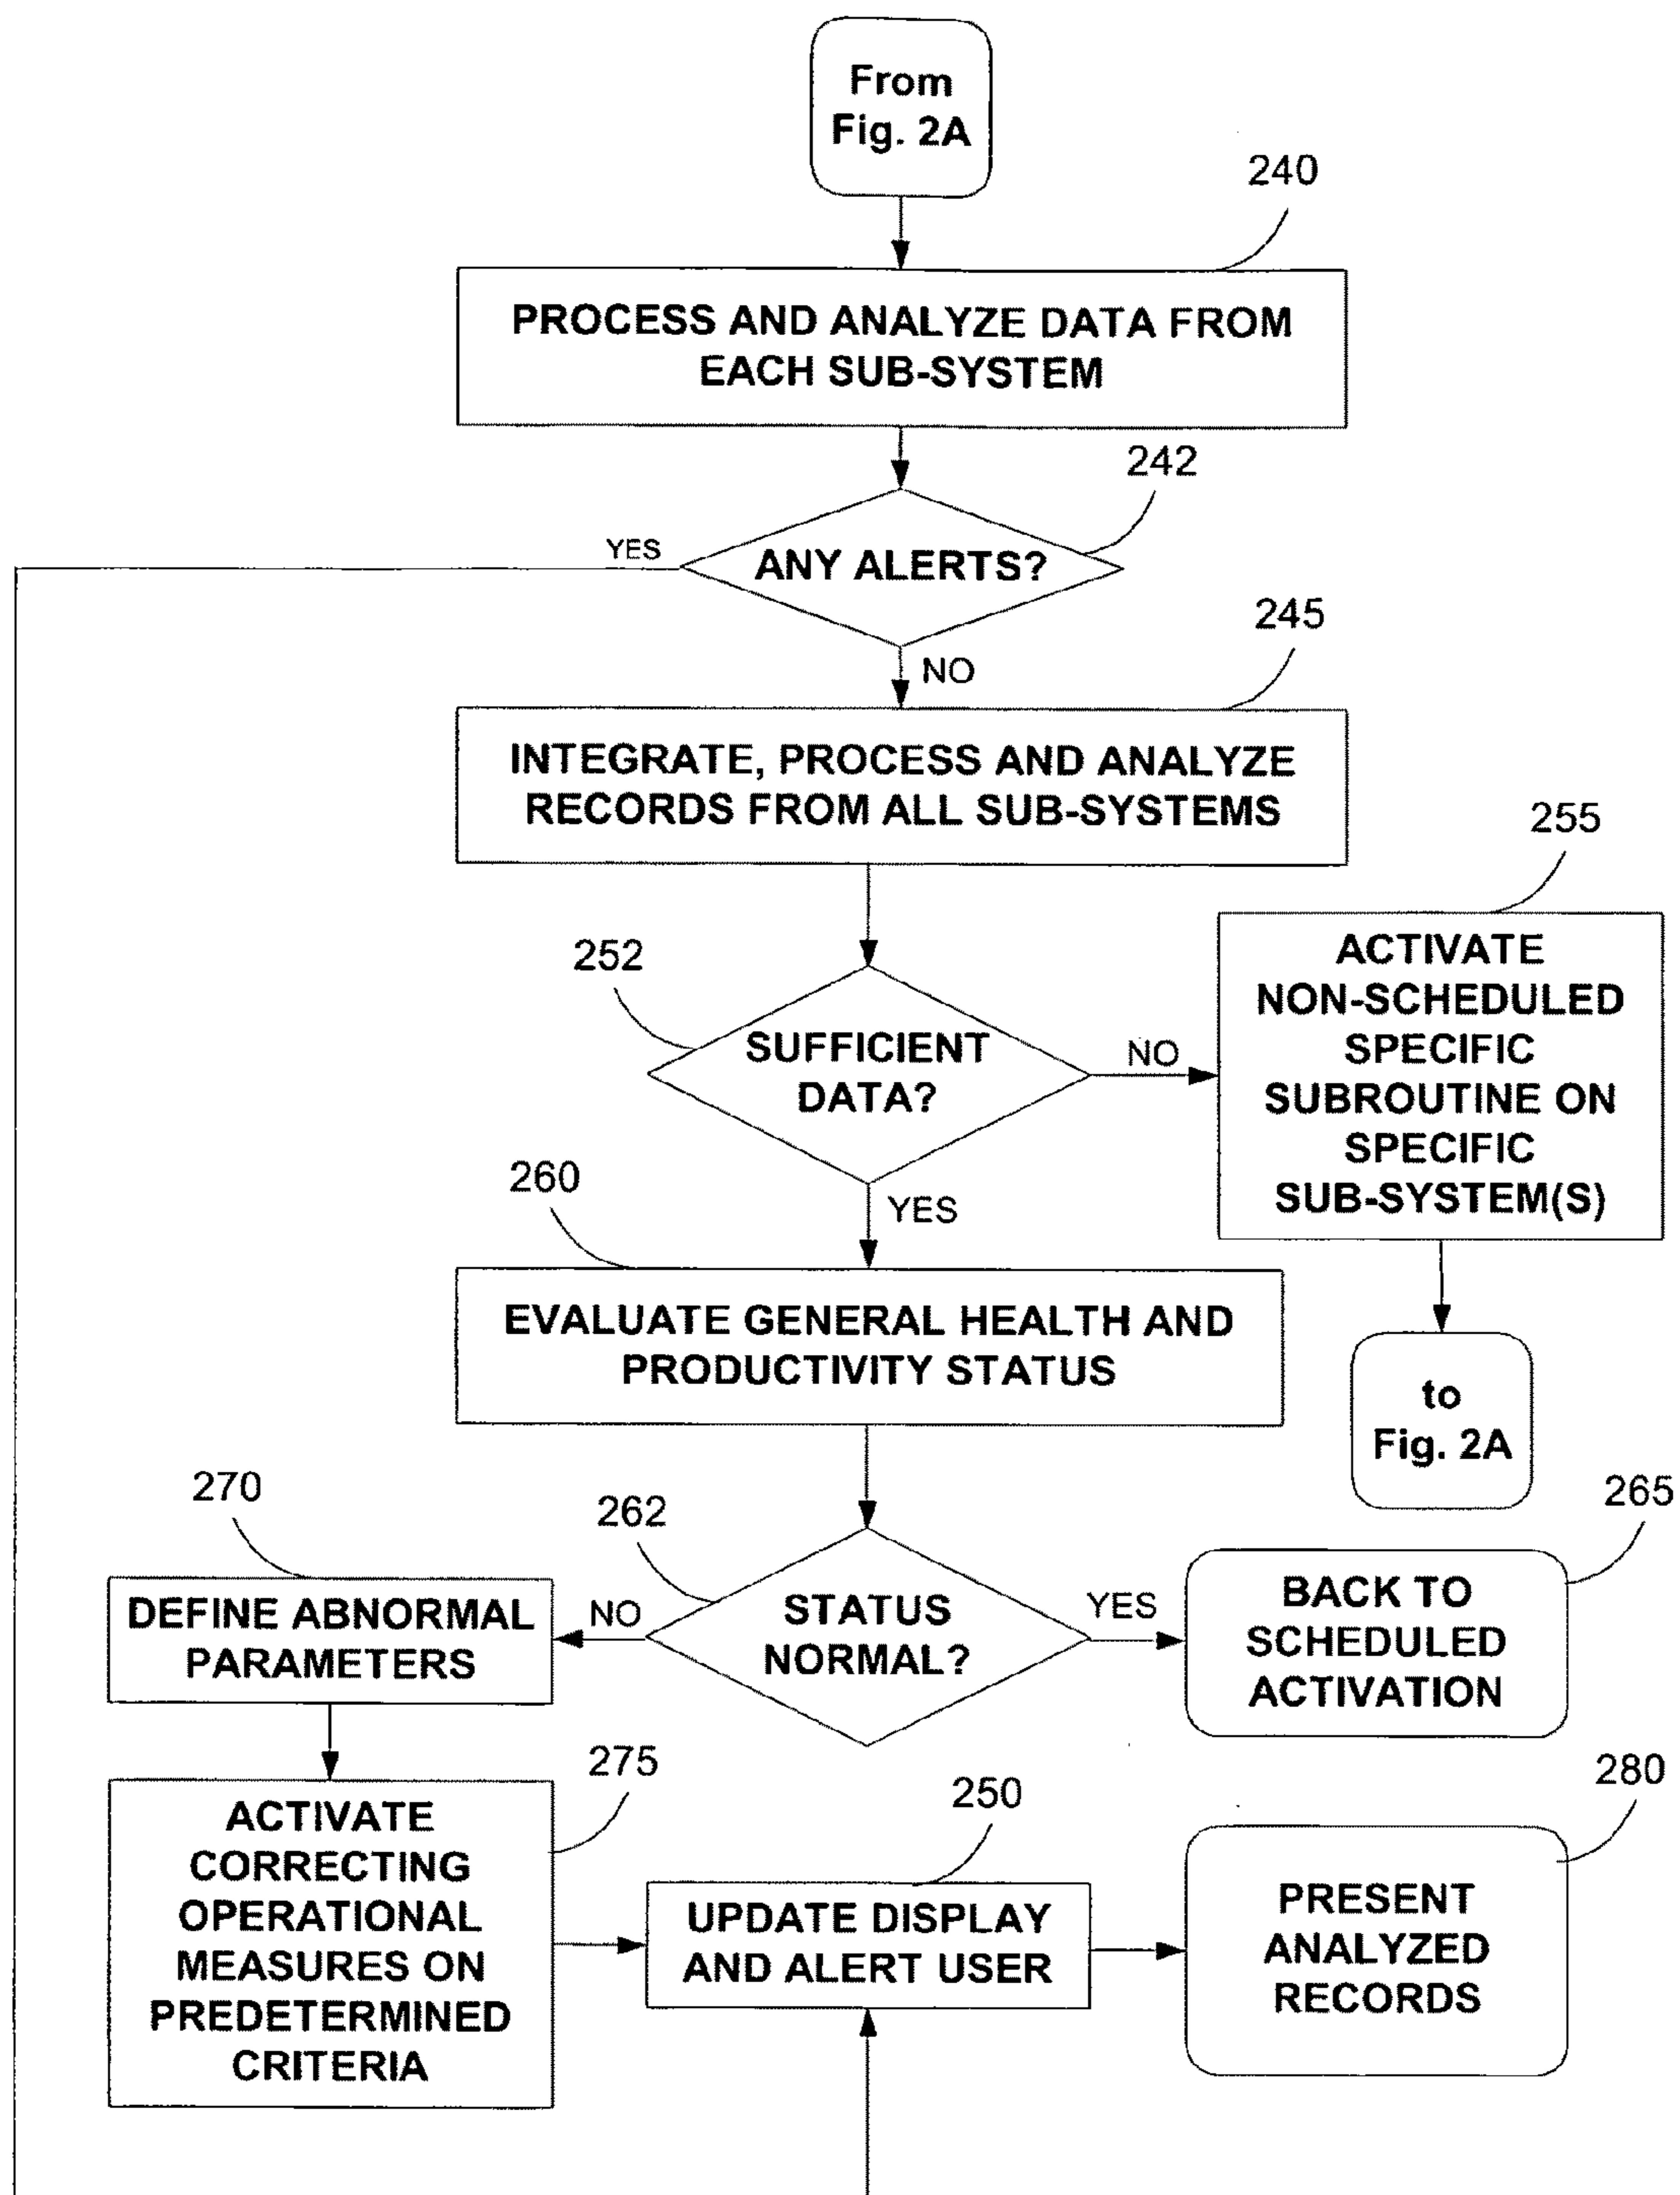 From
Fig. 2A
240
PROCESS AND ANALYZE DATA FROM
EACH SUB-SYSTEM
242
YES
ANY ALERTS?
245
NO
INTEGRATE, PROCESS AND ANALYZE
RECORDS FROM ALL SUB-SYSTEMS
255
252
SUFFICIENT
DATA?
NO
ACTIVATE
NON-SCHEDULED
SPECIFIC
SUBROUTINE ON
SPECIFIC
SUB-SYSTEM(S)
260
YES
EVALUATE GENERAL HEALTH AND
PRODUCTIVITY STATUS
to
Fig. 2A
270
262
265
DEFINE ABNORMAL
PARAMETERS
NO
STATUS
NORMAL?
YES
BACK TO
SCHEDULED
ACTIVATION
275
250
280
ACTIVATE
CORRECTING
OPERATIONAL
MEASURES ON
PREDETERMINED
CRITERIA
UPDATE DISPLAY
AND ALERT USER
PRESENT
ANALYZED
RECORDS